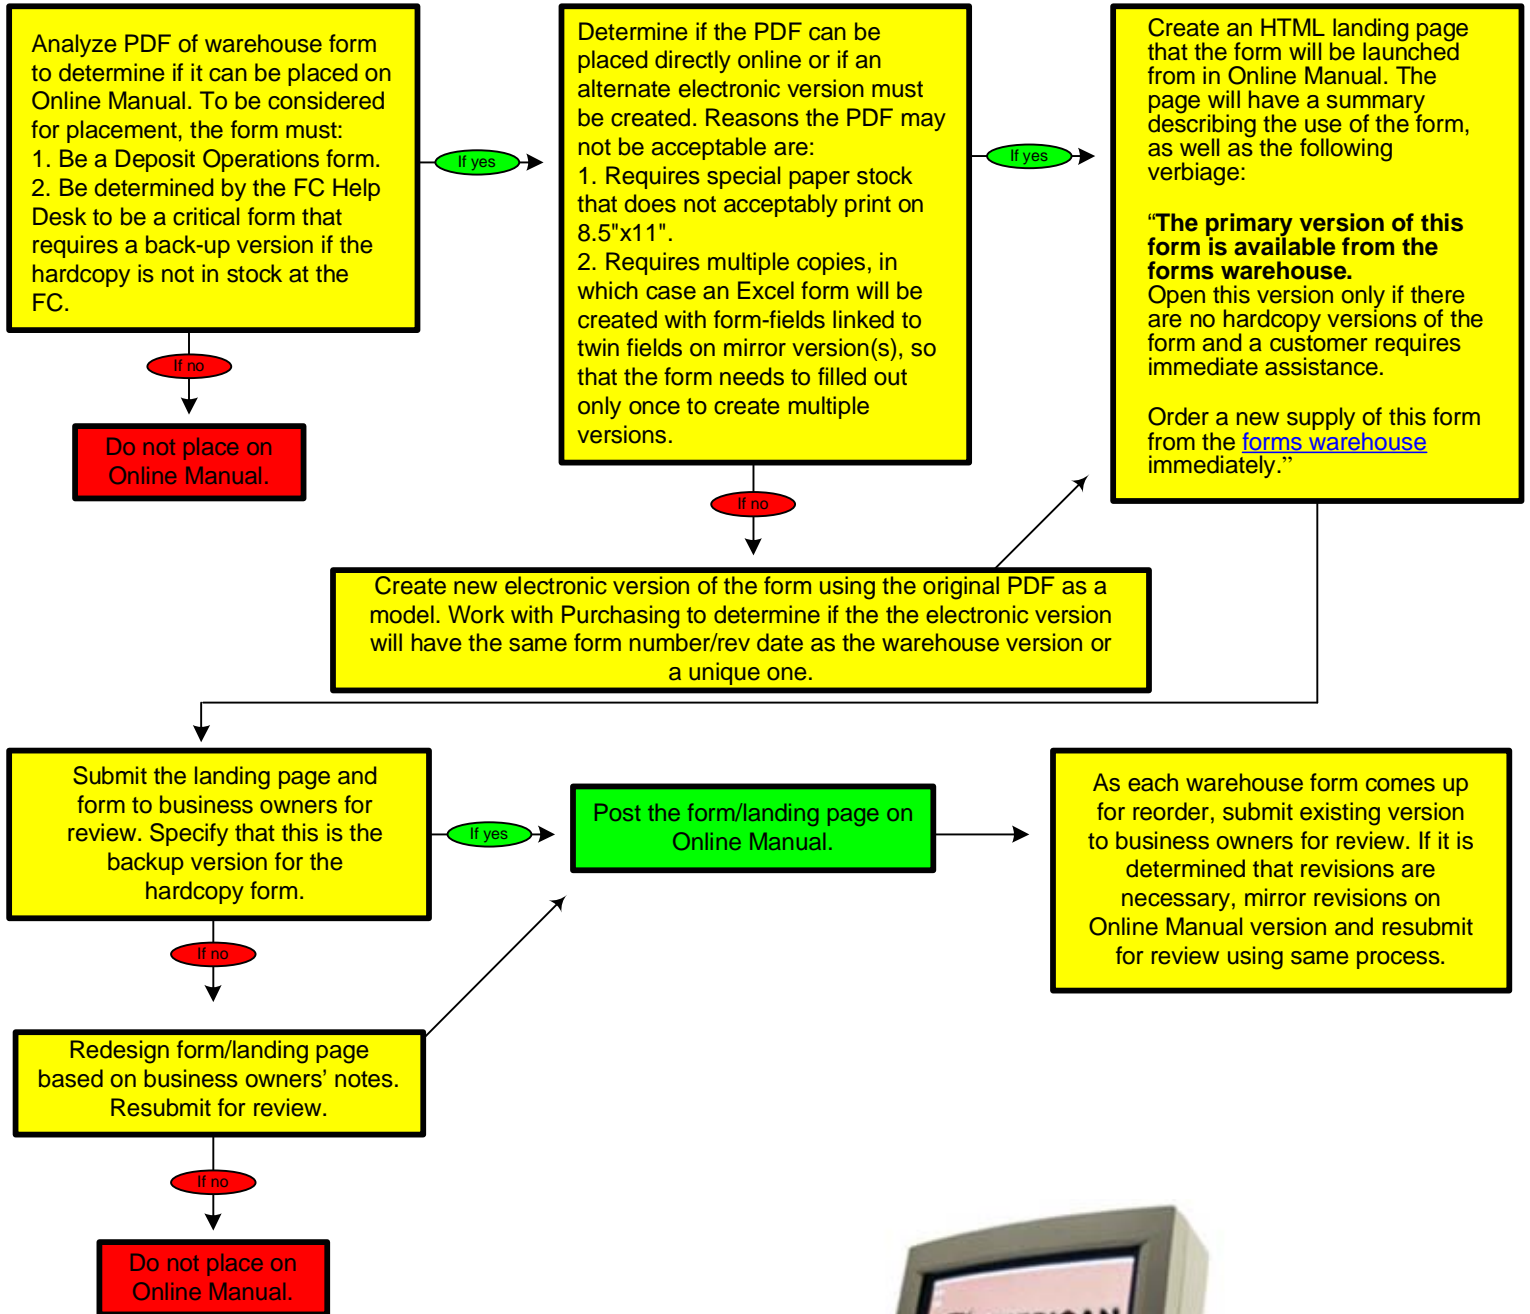 Analyze PDF of warehouse form
to determine if it can be placed on
Online Manual. To be considered
for placement, the form must:
1. Be a Deposit Operations form.
2. Be determined by the FC Help
Desk to be a critical form that
requires a back-up version if the
hardcopy is not in stock at the
FC.
If yes
If no
Do not place on
Online Manual.
Determine if the PDF can be
placed directly online or if an
alternate electronic version must
be created. Reasons the PDF may
not be acceptable are:
1. Requires special paper stock
that does not acceptably print on
8.5"x11".
2. Requires multiple copies, in
which case an Excel form will be
created with form-fields linked to
twin fields on mirror version(s), so
that the form needs to filled out
only once to create multiple
versions.
If yes
If no
Create an HTML landing page
that the form will be launched
from in Online Manual. The
page will have a summary
describing the use of the form,
as well as the following
verbiage:
“The primary version of this
form is available from the
forms warehouse.
Open this version only if there
are no hardcopy versions of the
form and a customer requires
immediate assistance.
Order a new supply of this form
from the forms warehouse
immediately.”
Create new electronic version of the form using the original PDF as a
model. Work with Purchasing to determine if the the electronic version
will have the same form number/rev date as the warehouse version or
a unique one.
Submit the landing page and
form to business owners for
review. Specify that this is the
backup version for the
hardcopy form.
If yes
If no
Post the form/landing page on
Online Manual.
As each warehouse form comes up
for reorder, submit existing version
to business owners for review. If it is
determined that revisions are
necessary, mirror revisions on
Online Manual version and resubmit
for review using same process.
Redesign form/landing page
based on business owners’ notes.
Resubmit for review.
If no
Do not place on
Online Manual.